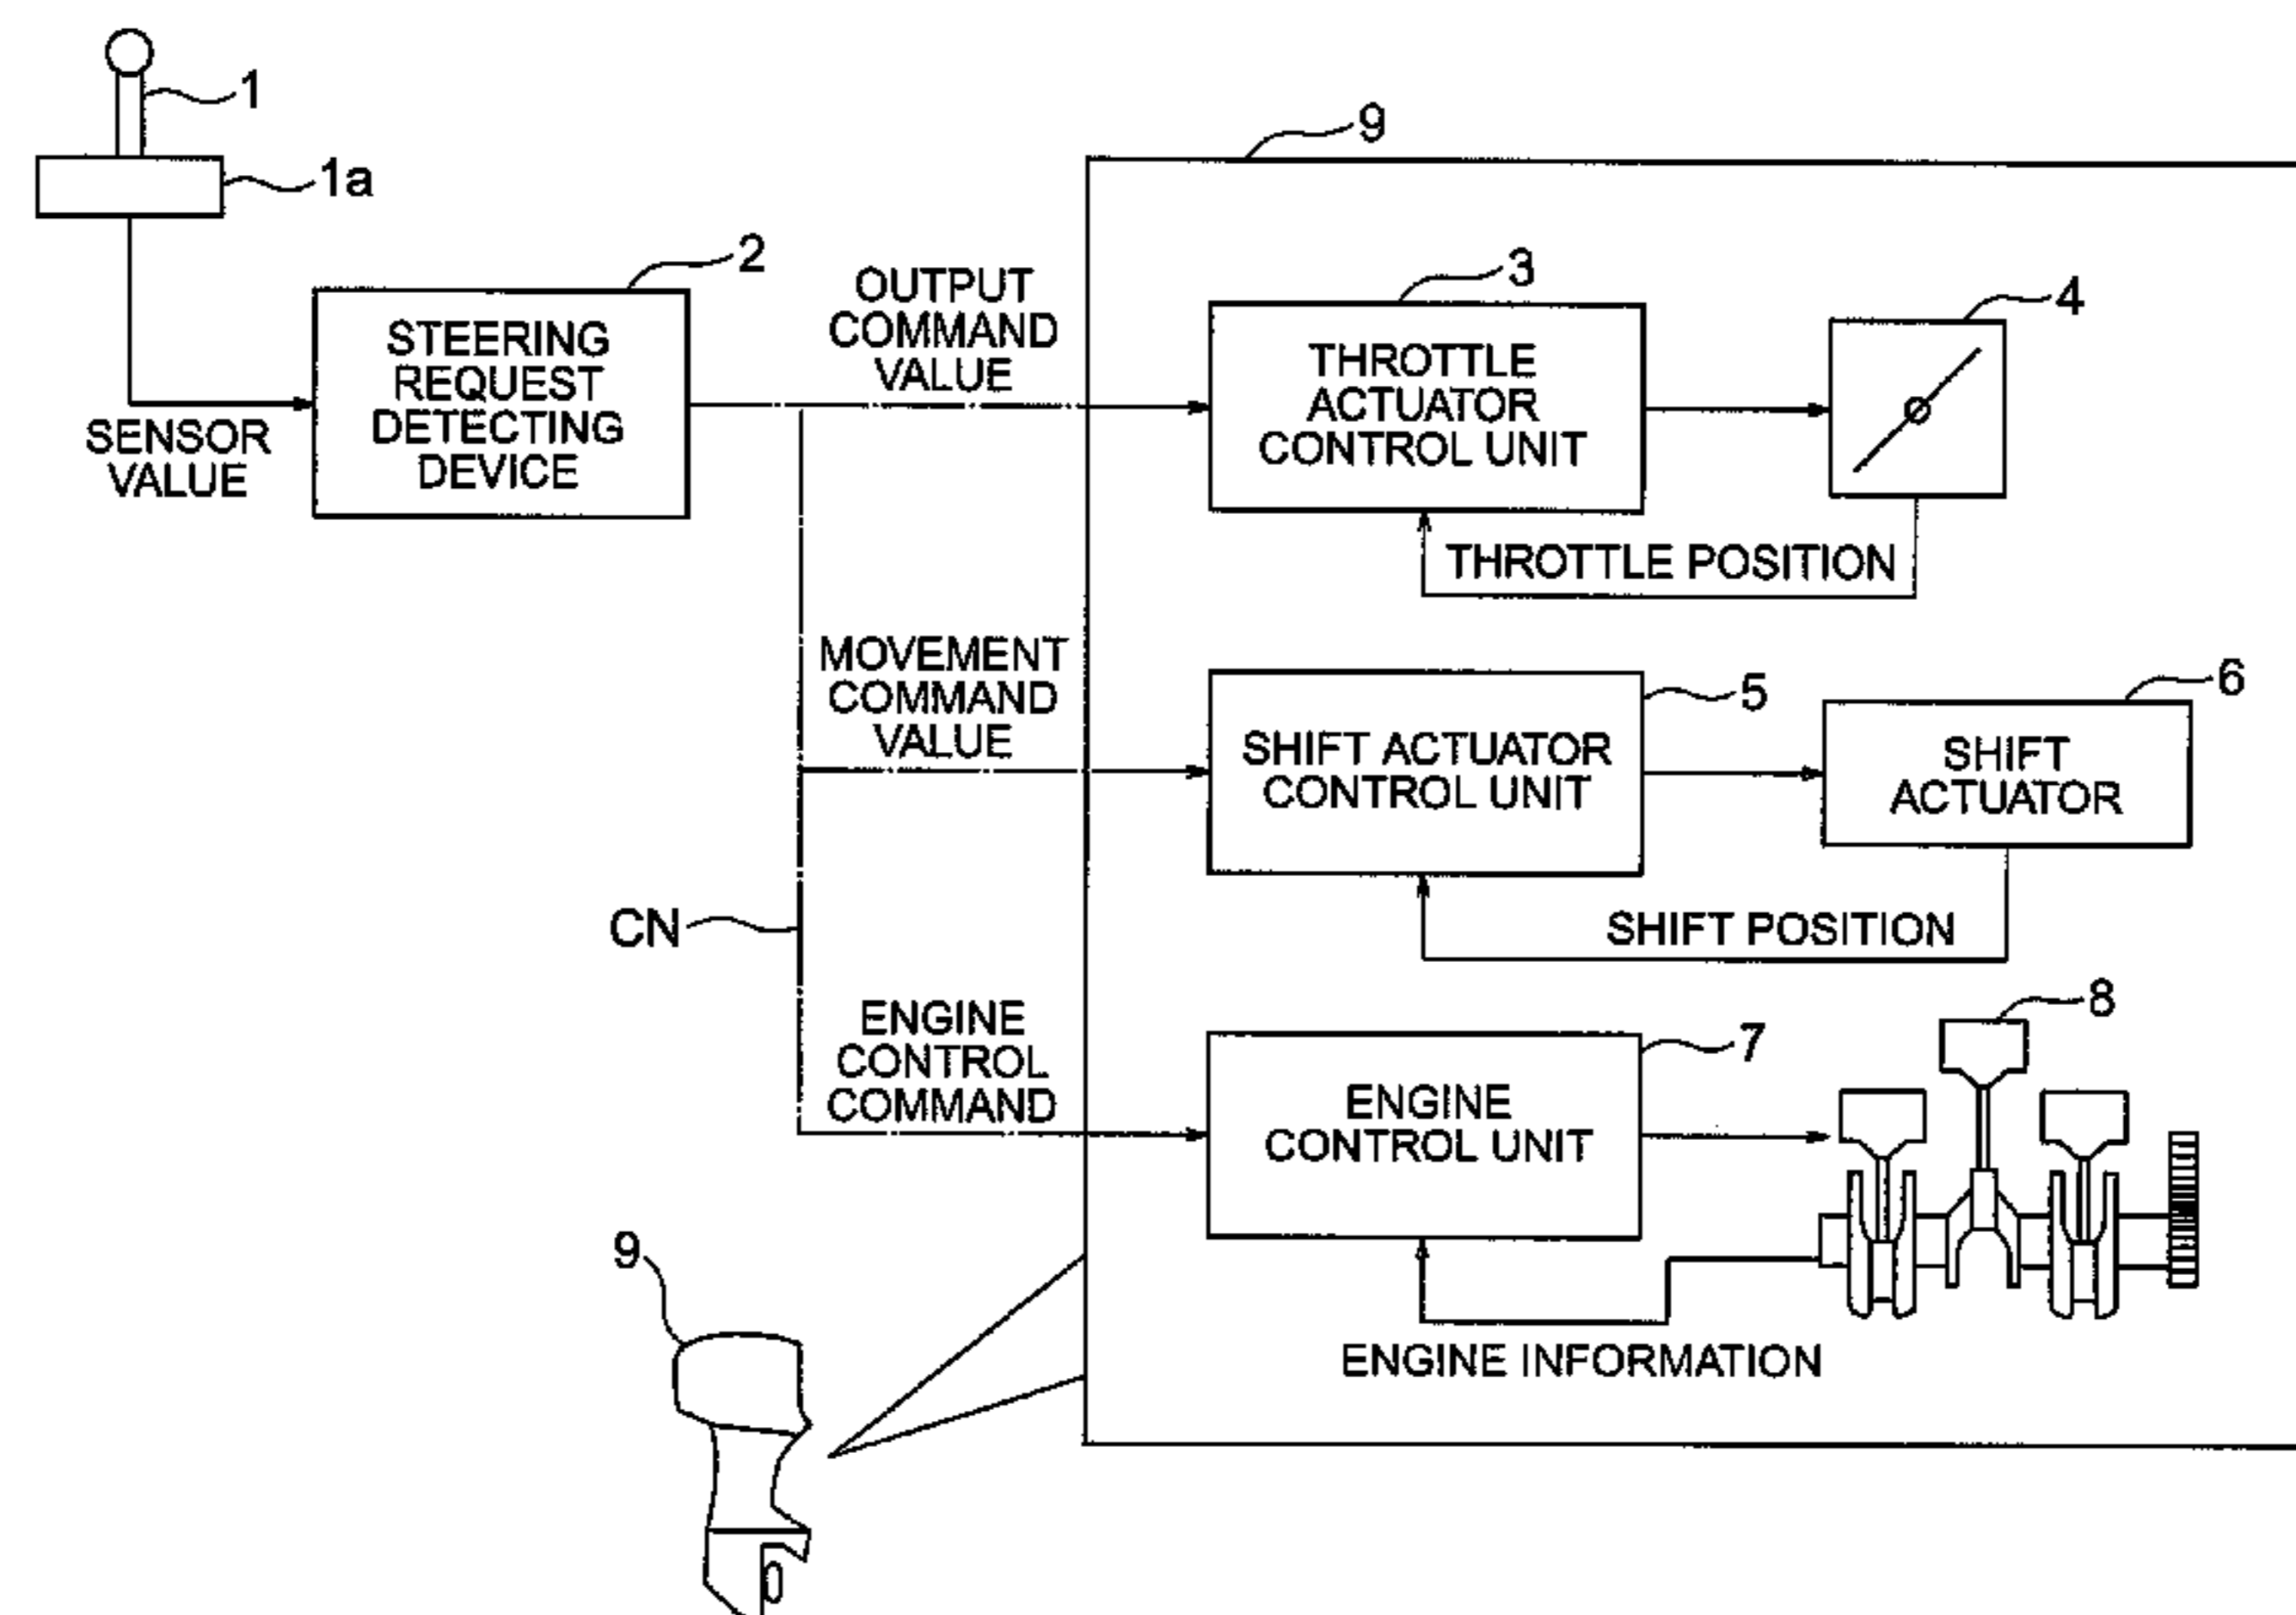 1
1a
SENSOR
VALUE
2
STEERING
REQUEST
DETECTING
DEVICE
OUTPUT
COMMAND
VALUE
9
3
THROTTLE
ACTUATOR
CONTROL UNIT
4
THROTTLE POSITION
MOVEMENT
COMMAND
VALUE
5
SHIFT ACTUATOR
CONTROL UNIT
6
SHIFT
ACTUATOR
SHIFT POSITION
CN
ENGINE
CONTROL
COMMAND
7
ENGINE
CONTROL UNIT
8
ENGINE INFORMATION
9